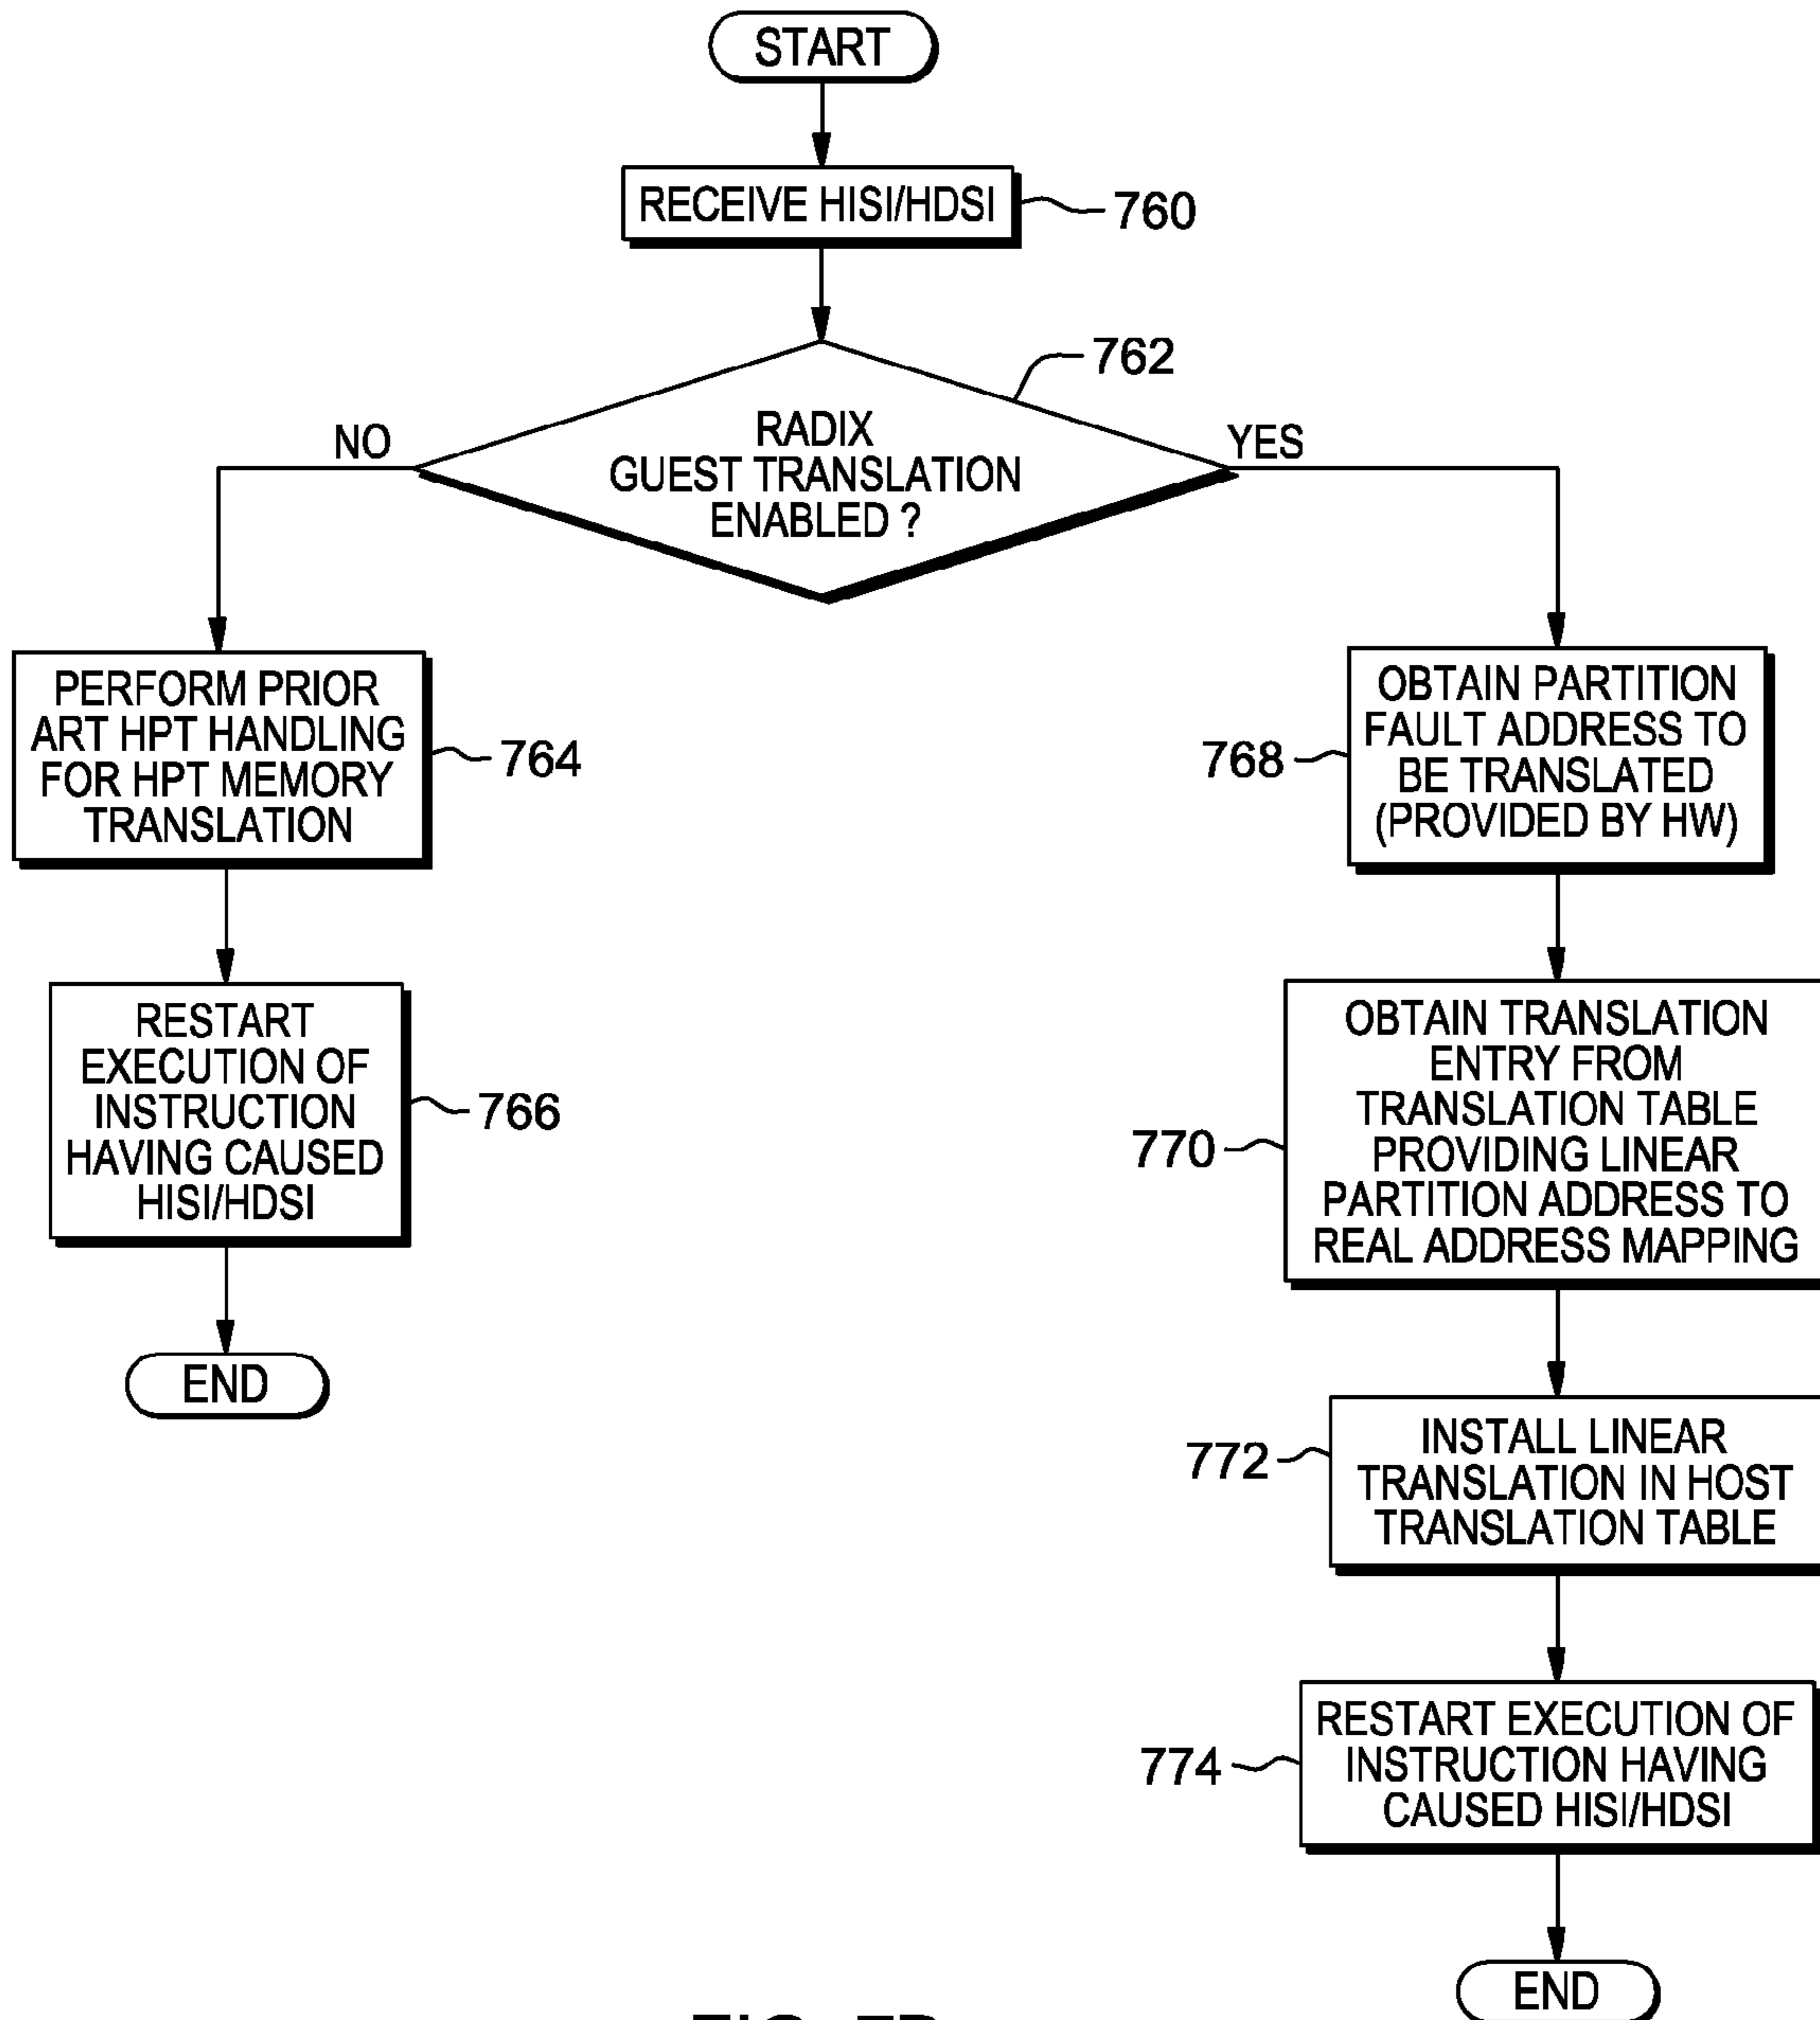 START
RECEIVE HISI/HDSI
760
762
RADIX
GUEST TRANSLATION
ENABLED ?
NO
YES
PERFORM PRIOR
ART HPT HANDLING
FOR HPT MEMORY
TRANSLATION
764
RESTART
EXECUTION OF
INSTRUCTION
HAVING CAUSED
HISI/HDSI
766
END
OBTAIN PARTITION
FAULT ADDRESS TO
BE TRANSLATED
(PROVIDED BY HW)
768
OBTAIN TRANSLATION
ENTRY FROM
TRANSLATION TABLE
PROVIDING LINEAR
PARTITION ADDRESS TO
REAL ADDRESS MAPPING
770
INSTALL LINEAR
TRANSLATION IN HOST
TRANSLATION TABLE
772
RESTART EXECUTION OF
INSTRUCTION HAVING
CAUSED HISI/HDSI
774
END